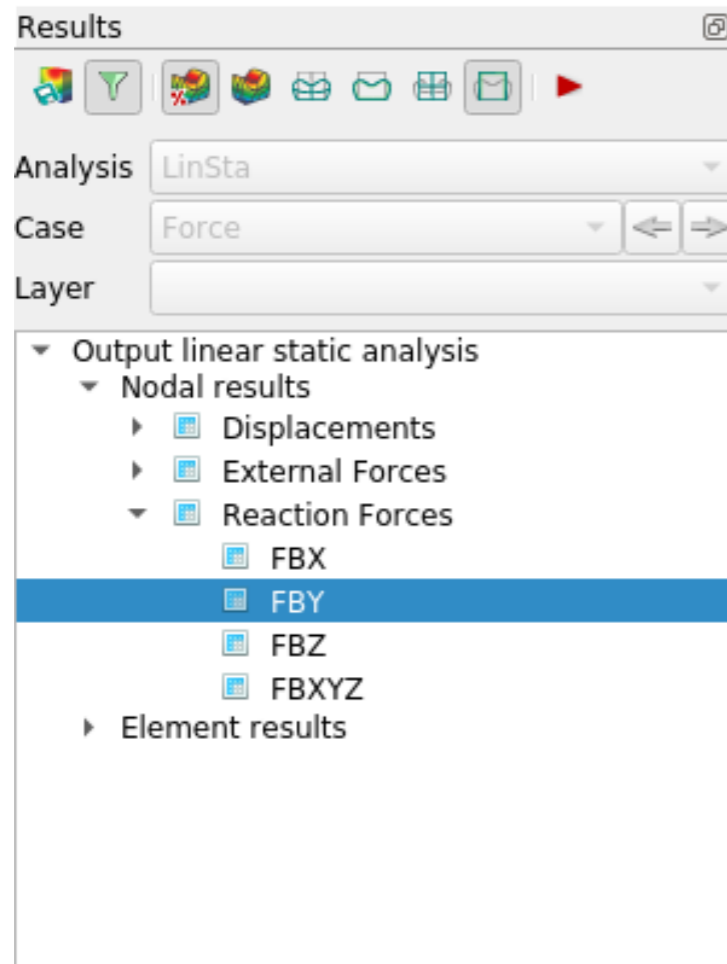 Results
Analysis LinSta
Case Force
Layer
Output linear static analysis
Nodal results
Displacements
External Forces
Reaction Forces
FBX
FBY
FBZ
FBXYZ
Element results